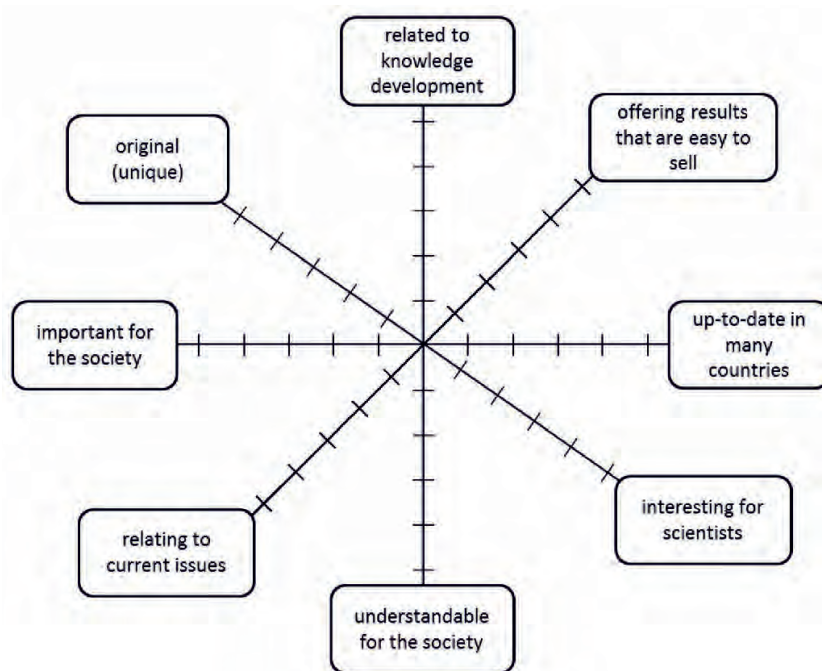 related to
knowledge
development
offering results
that are easy to
sell
original
(unique)
important for
the society
up-to-date in
many
countries
relating to
current issues
interesting for
scientists
understandable
for the society